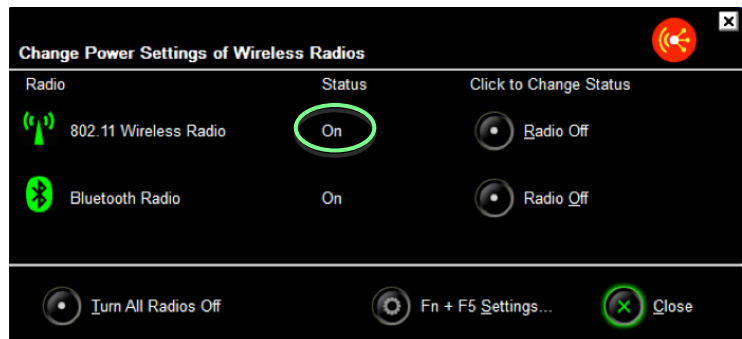 Change Power Settings of Wireless Radios
Radio Status Click to Change Status
802.11 Wireless Radio On Radio Off
Bluetooth Radio On Radio Off
Turn All Radios Off Fn + F5 Settings... Close